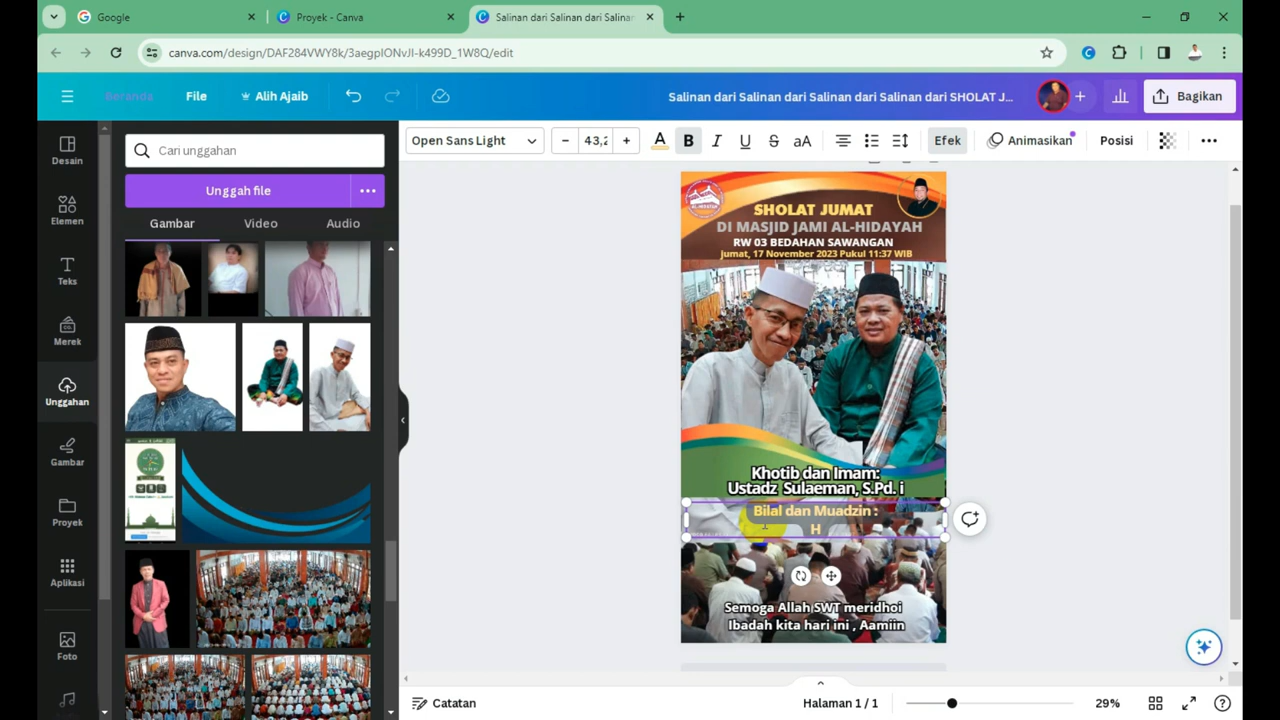 Google
Proyek - Canva
Salinan dari Salinan dari Salinan
canva.com/design/DAF284VWY8k/3aegpIONvJI-k499D_1W8Q/edit
Beranda
File
Alih Ajaib
Salinan dari Salinan dari Salinan dari Salinan dari SHOLAT J...
Bagikan
Desain
Elemen
Teks
Merek
Unggahan
Gambar
Proyek
Aplikasi
Foto
Cari unggahan
Unggah file
Gambar
Video
Audio
Open Sans Light
43,2
A
B
I
U
S
aA
Efek
Animasikan
Posisi
SHOLAT JUMAT
DI MASJID JAMI AL-HIDAYAH
RW 03 BEDAHAN SAWANGAN
Jumat, 17 November 2023 Pukul 11:37 WIB
Khotib dan Imam:
Ustadz Sulaeman, S.Pd. i
Bilal dan Muadzin :
H
Semoga Allah SWT meridhoi
Ibadah kita hari ini , Aamiin
Catatan
Halaman 1 / 1
29%